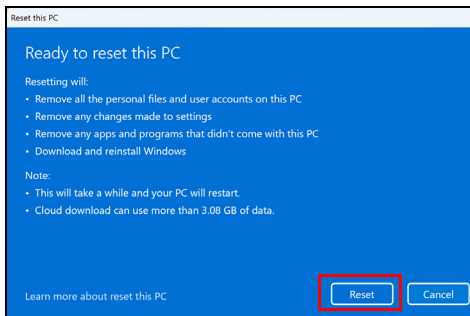 Reset this PC
Ready to reset this PC
Resetting will:
• Remove all the personal files and user accounts on this PC
• Remove any changes made to settings
• Remove any apps and programs that didn't come with this PC
• Download and reinstall Windows
Note:
• This will take a while and your PC will restart.
• Cloud download can use more than 3.08 GB of data.
Learn more about reset this PC
Reset
Cancel